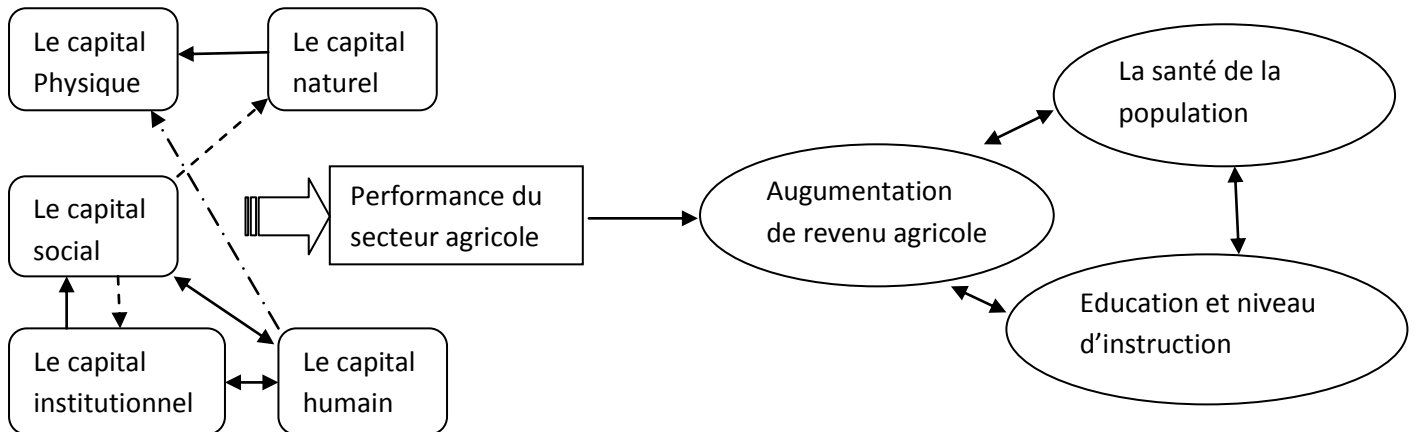 Le capital
Physique
Le capital
naturel
Le capital
social
Le capital
institutionnel
Le capital
humain
Performance du
secteur agricole
Augumentation
de revenu agricole
La santé de la
population
Education et niveau
d’instruction